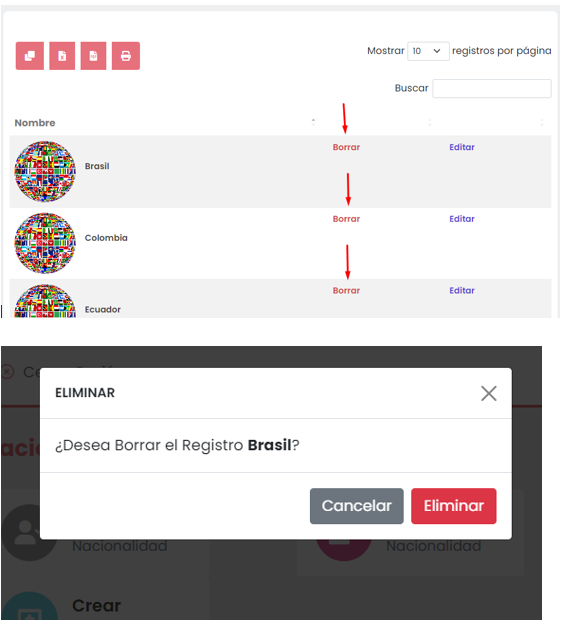 Mostrar 10 registros por página
Buscar
Nombre
Brasil Borrar Editar
Colombia Borrar Editar
Ecuador Borrar Editar
ELIMINAR
¿Desea Borrar el Registro Brasil?
Cancelar Eliminar
Nacionalidad Nacionalidad
Crear